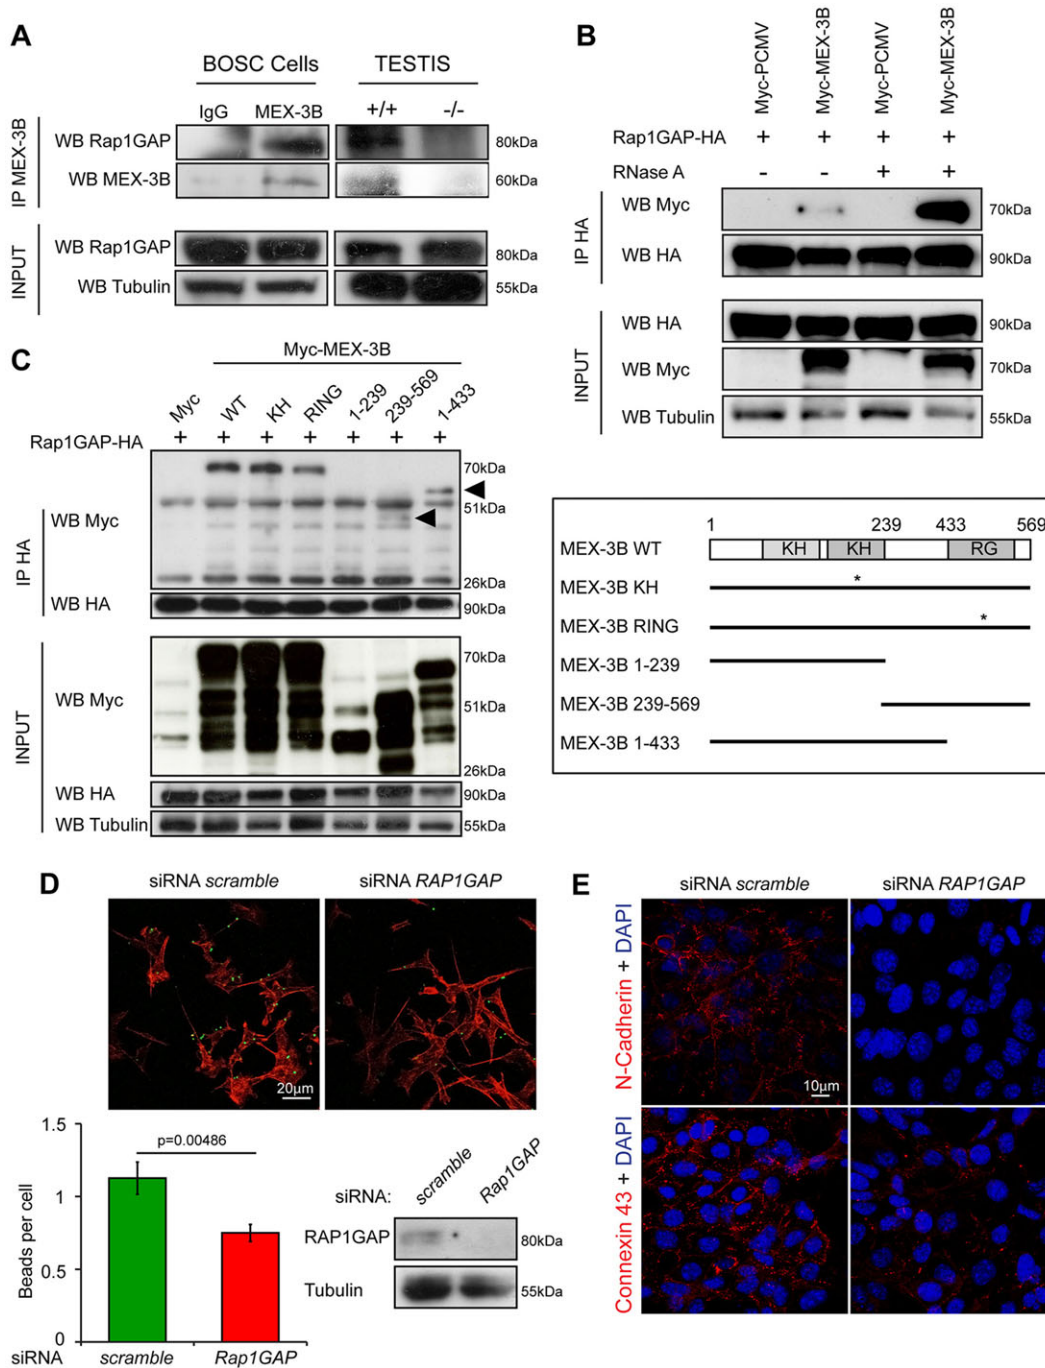 A
BOSC Cells TESTIS
IgG MEX-3B +/+ -/-
IP MEX-3B
WB Rap1GAP 80kDa
WB MEX-3B 60kDa
INPUT
WB Rap1GAP 80kDa
WB Tubulin 55kDa
B
Myc-PCMV Myc-MEX-3B Myc-PCMV Myc-MEX-3B
Rap1GAP-HA + + + +
RNase A - - + +
IP HA
WB Myc 70kDa
WB HA 90kDa
INPUT
WB HA 90kDa
WB Myc 70kDa
WB Tubulin 55kDa
C
Myc-MEX-3B
Myc WT KH RING 1-239 239-569 1-433
Rap1GAP-HA + + + + + + +
IP HA
70kDa
51kDa
WB Myc
26kDa
WB HA 90kDa
INPUT
70kDa
WB Myc
51kDa
26kDa
WB HA 90kDa
WB Tubulin 55kDa
1 239 433 569
MEX-3B WT KH KH RG
*
MEX-3B KH
*
MEX-3B RING
MEX-3B 1-239
MEX-3B 239-569
MEX-3B 1-433
D
siRNA scramble siRNA RAP1GAP
20µm
Beads per cell
1.5
1
0.5
0
p=0.00486
siRNA scramble Rap1GAP
siRNA: scramble Rap1GAP
RAP1GAP 80kDa
Tubulin 55kDa
E
siRNA scramble siRNA RAP1GAP
N-Cadherin + DAPI
10µm
Connexin 43 + DAPI